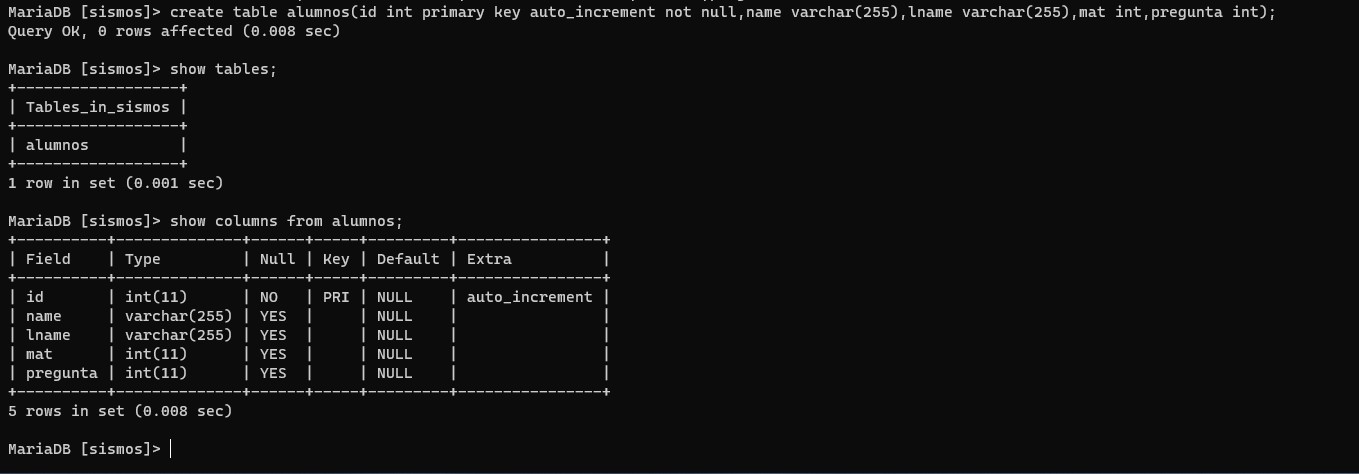 MariaDB [sismos]> create table alumnos(id int primary key auto_increment not null,name varchar(255),lname varchar(255),mat int,pregunta int);
Query OK, 0 rows affected (0.008 sec)

MariaDB [sismos]> show tables;
+------------------+
| Tables_in_sismos |
+------------------+
| alumnos          |
+------------------+
1 row in set (0.001 sec)

MariaDB [sismos]> show columns from alumnos;
+----------+--------------+------+-----+---------+----------------+
| Field    | Type         | Null | Key | Default | Extra          |
+----------+--------------+------+-----+---------+----------------+
| id       | int(11)      | NO   | PRI | NULL    | auto_increment |
| name     | varchar(255) | YES  |     | NULL    |                |
| lname    | varchar(255) | YES  |     | NULL    |                |
| mat      | int(11)      | YES  |     | NULL    |                |
| pregunta | int(11)      | YES  |     | NULL    |                |
+----------+--------------+------+-----+---------+----------------+
5 rows in set (0.008 sec)

MariaDB [sismos]>